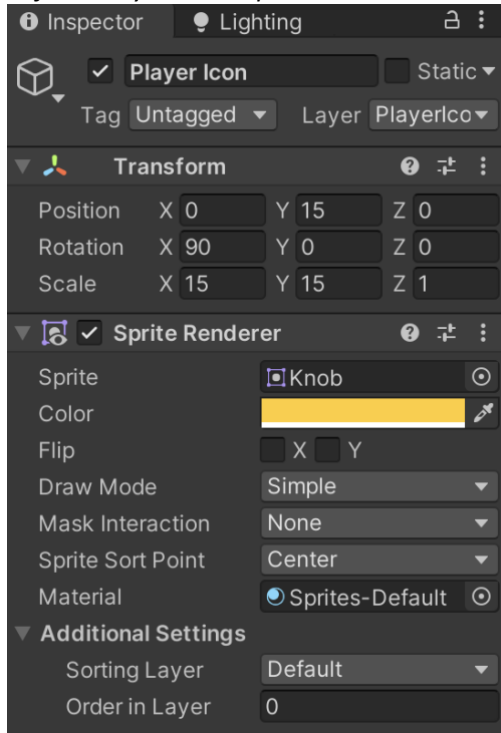 Inspector Lighting
Player Icon Static
Tag Untagged Layer PlayerIco
Transform
Position X 0 Y 15 Z 0
Rotation X 90 Y 0 Z 0
Scale X 15 Y 15 Z 1
Sprite Renderer
Sprite Knob
Color
Flip X Y
Draw Mode Simple
Mask Interaction None
Sprite Sort Point Center
Material Sprites-Default
Additional Settings
Sorting Layer Default
Order in Layer 0